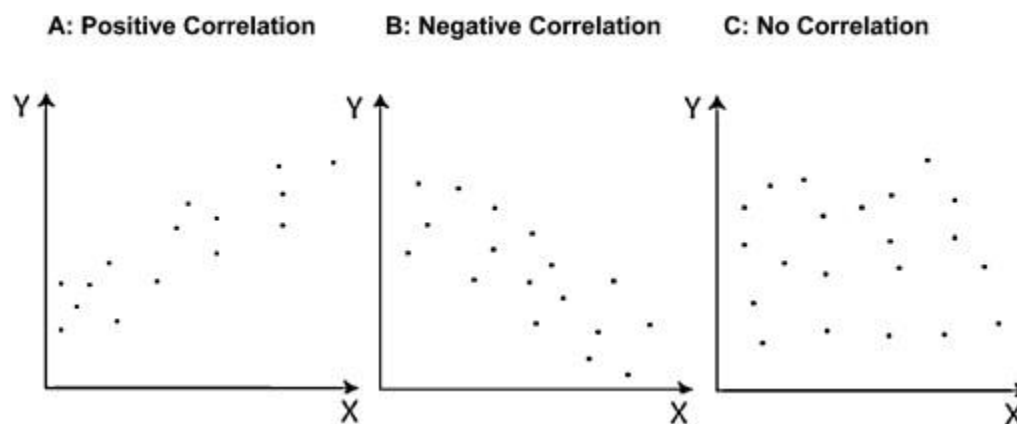 A: Positive Correlation
B: Negative Correlation
C: No Correlation
Y
Y
Y
X
X
X